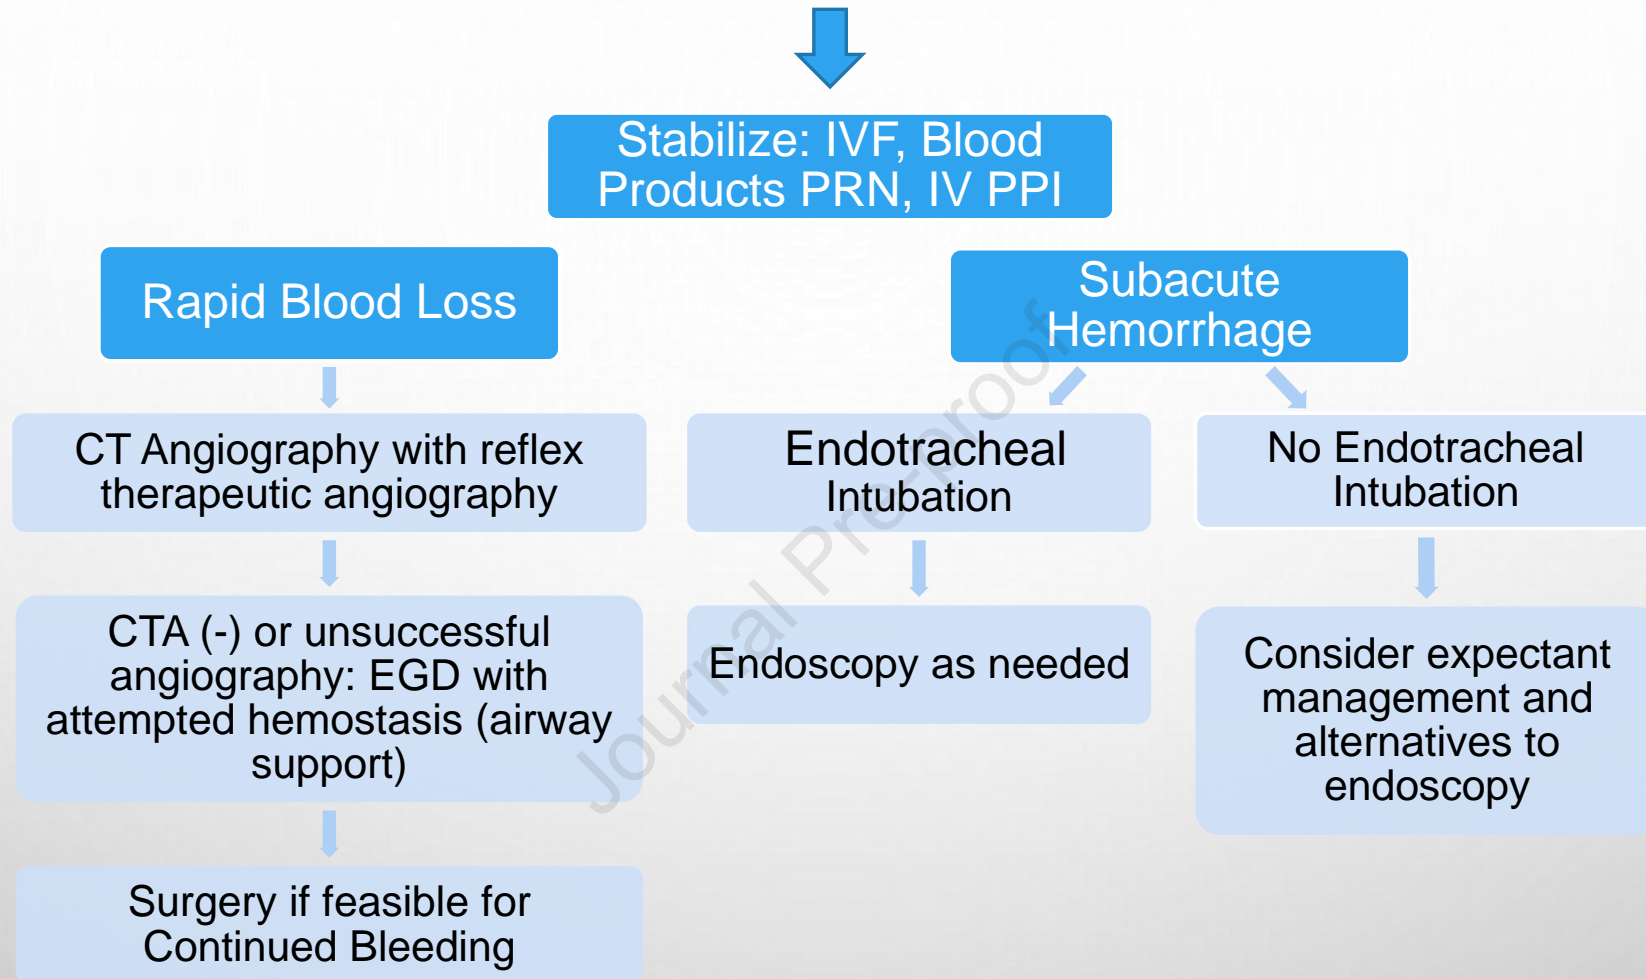 Stabilize: IVF, Blood
Products PRN, IV PPI
Rapid Blood Loss
Subacute
Hemorrhage
CT Angiography with reflex
therapeutic angiography
Endotracheal
Intubation
No Endotracheal
Intubation
CTA (-) or unsuccessful
angiography: EGD with
attempted hemostasis (airway
support)
Endoscopy as needed
Consider expectant
management and
alternatives to
endoscopy
Surgery if feasible for
Continued Bleeding
Journal Pre-proof